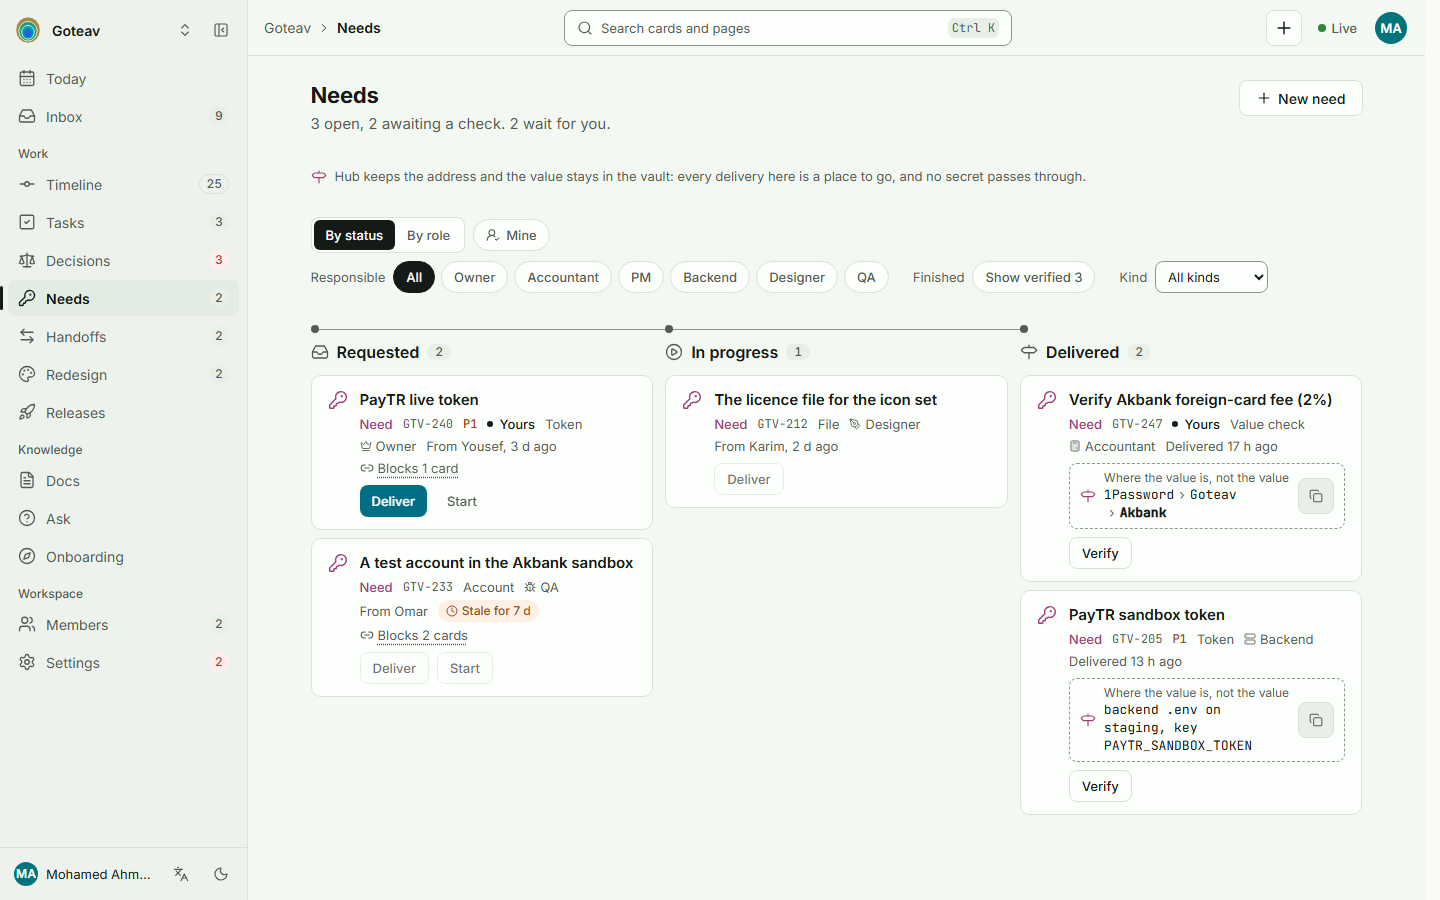 Goteav
Today
Inbox 9
Work
Timeline 25
Tasks 3
Decisions 3
Needs 2
Handoffs 2
Redesign 2
Releases
Knowledge
Docs
Ask
Onboarding
Workspace
Members 2
Settings 2
MA Mohamed Ahm...
Goteav > Needs
Search cards and pages Ctrl K
Live
MA
Needs
3 open, 2 awaiting a check. 2 wait for you.
New need
Hub keeps the address and the value stays in the vault: every delivery here is a place to go, and no secret passes through.
By status By role Mine
Responsible All Owner Accountant PM Backend Designer QA Finished Show verified 3 Kind All kinds
Requested 2
PayTR live token
Need GTV-240 P1 Yours Token
Owner From Yousef, 3 d ago
Blocks 1 card
Deliver Start
A test account in the Akbank sandbox
Need GTV-233 Account QA
From Omar Stale for 7 d
Blocks 2 cards
Deliver Start
In progress 1
The licence file for the icon set
Need GTV-212 File Designer
From Karim, 2 d ago
Deliver
Delivered 2
Verify Akbank foreign-card fee (2%)
Need GTV-247 Yours Value check
Accountant Delivered 17 h ago
Where the value is, not the value
1Password › Goteav
› Akbank
Verify
PayTR sandbox token
Need GTV-205 P1 Token Backend
Delivered 13 h ago
Where the value is, not the value
backend .env on
staging, key
PAYTR_SANDBOX_TOKEN
Verify